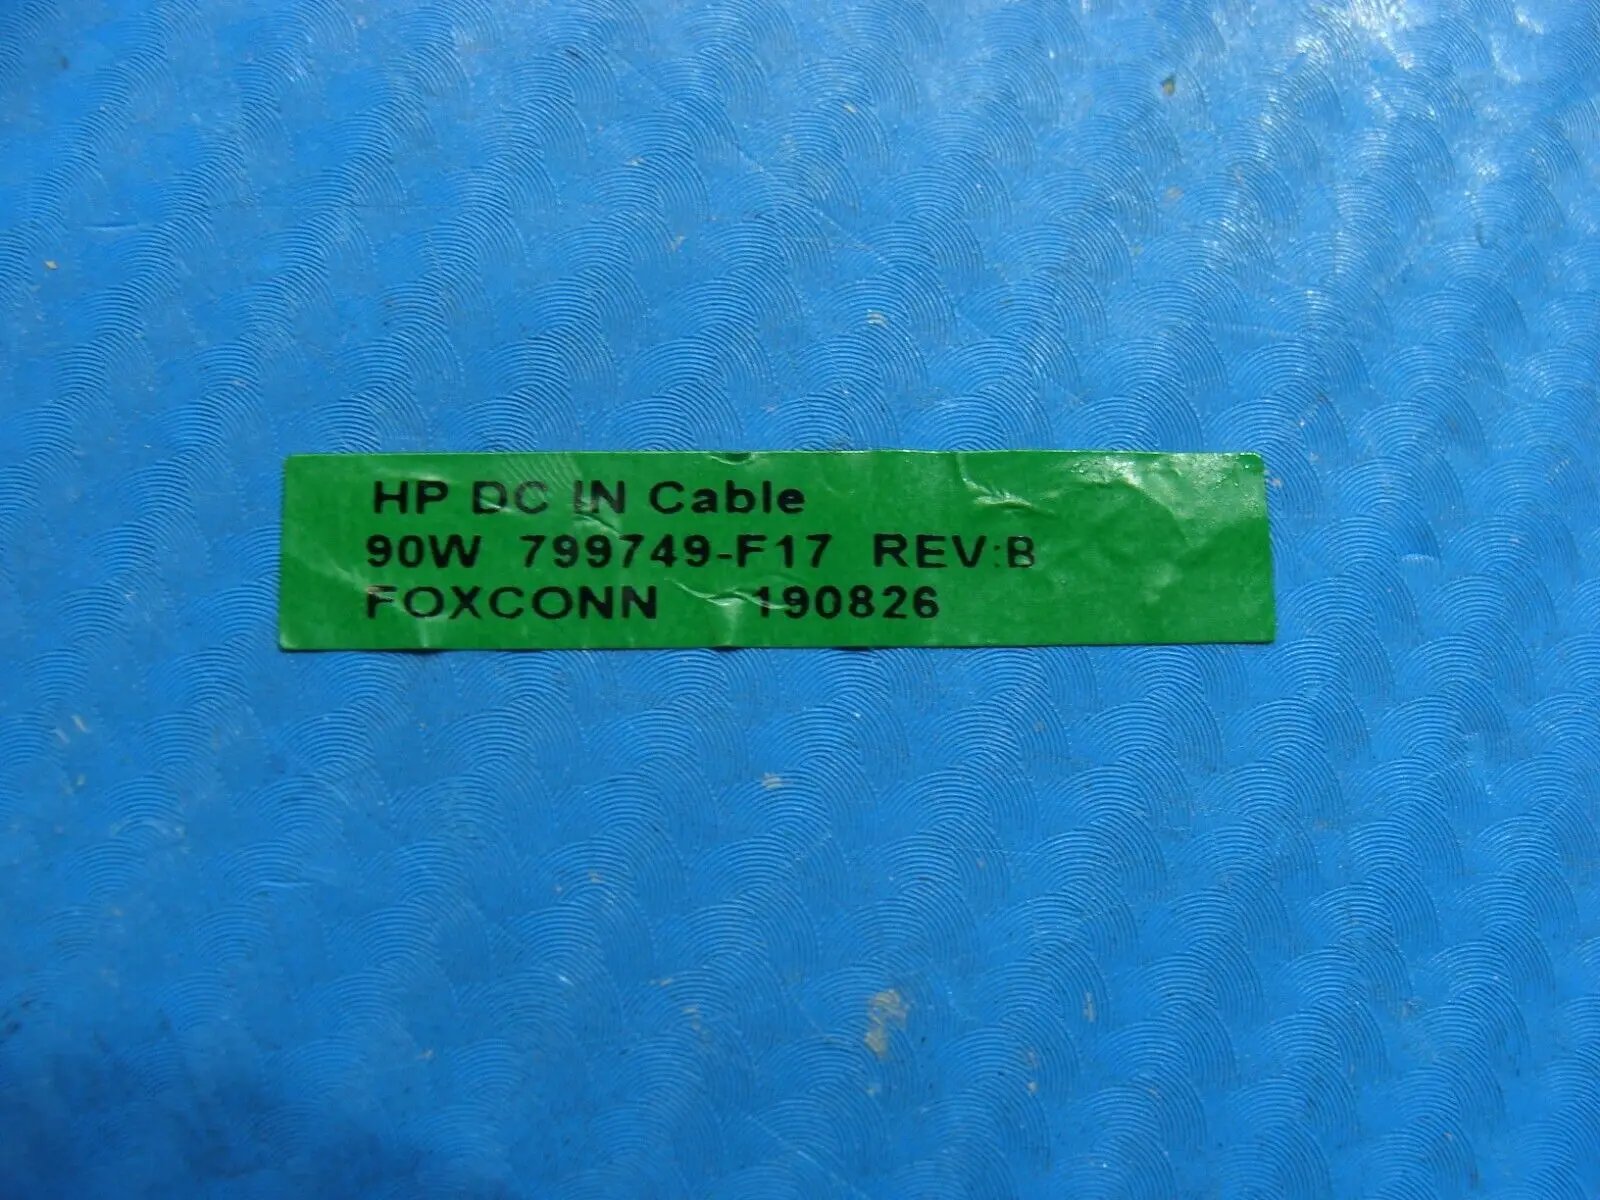 HP DC IN Cable
90W 799749-F17 REV:B
FOXCONN 190826